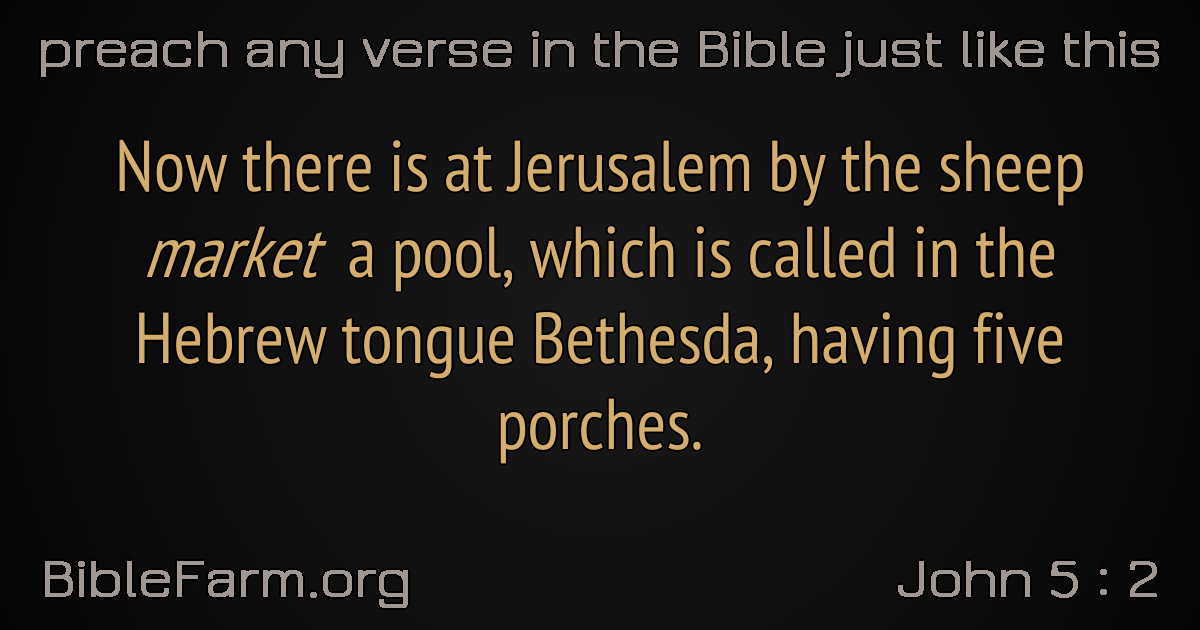 preach any verse in the Bible just like this
Now there is at Jerusalem by the sheep
market a pool, which is called in the
Hebrew tongue Bethesda, having five
porches.
BibleFarm.org
John 5 : 2